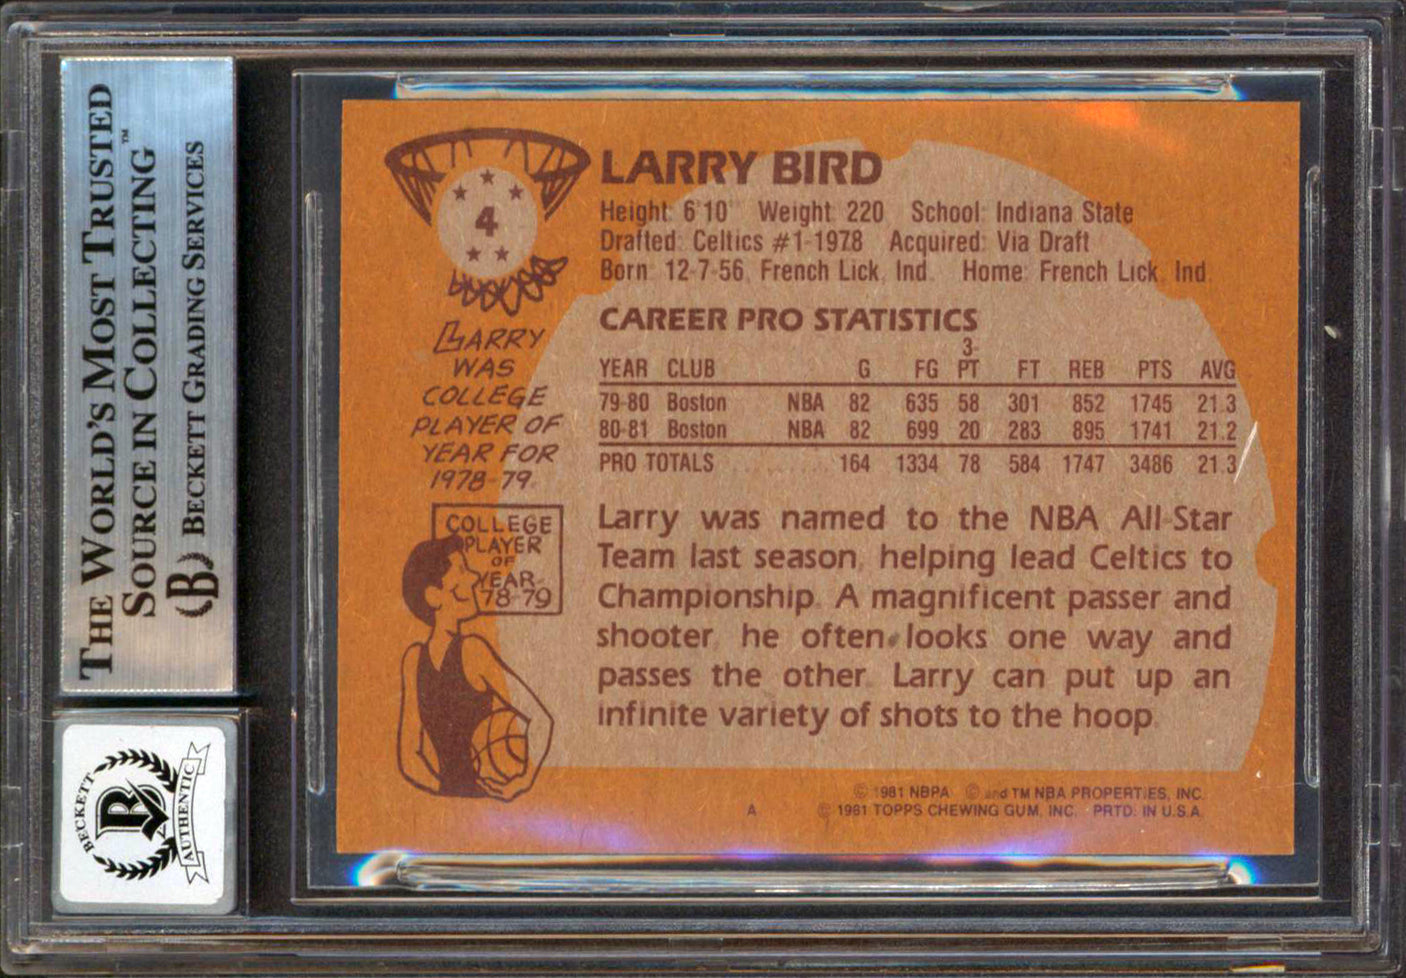 THE WORLD'S MOST TRUSTED
SOURCE IN COLLECTING™
BECKETT GRADING SERVICES
B
BECKETT
B
AUTHENTIC
4
LARRY
WAS
COLLEGE
PLAYER OF
YEAR FOR
1978-79.
COLLEGE
PLAYER
OF
YEAR
78-79
LARRY BIRD
Height: 6'10" Weight: 220 School: Indiana State
Drafted: Celtics #1-1978 Acquired: Via Draft
Born: 12-7-56, French Lick, Ind. Home: French Lick, Ind.
CAREER PRO STATISTICS
YEAR CLUB G FG 3-PT FT REB PTS AVG
79-80 Boston NBA 82 635 58 301 852 1745 21.3
80-81 Boston NBA 82 699 20 283 895 1741 21.2
PRO TOTALS 164 1334 78 584 1747 3486 21.3
Larry was named to the NBA All-Star
Team last season, helping lead Celtics to
Championship. A magnificent passer and
shooter, he often looks one way and
passes the other. Larry can put up an
infinite variety of shots to the hoop.
© 1981 NBPA © and TM NBA PROPERTIES, INC.
A © 1981 TOPPS CHEWING GUM, INC. PRTD. IN U.S.A.